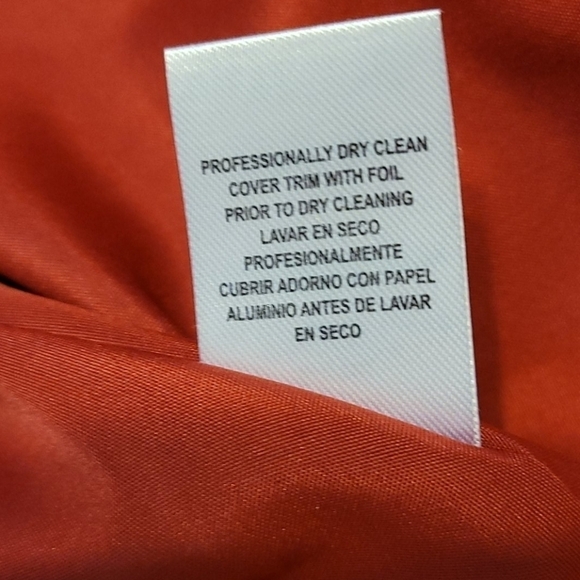 PROFESSIONALLY DRY CLEAN
COVER TRIM WITH FOIL
PRIOR TO DRY CLEANING
LAVAR EN SECO
PROFESIONALMENTE
CUBRIR ADORNO CON PAPEL
ALUMINIO ANTES DE LAVAR
EN SECO